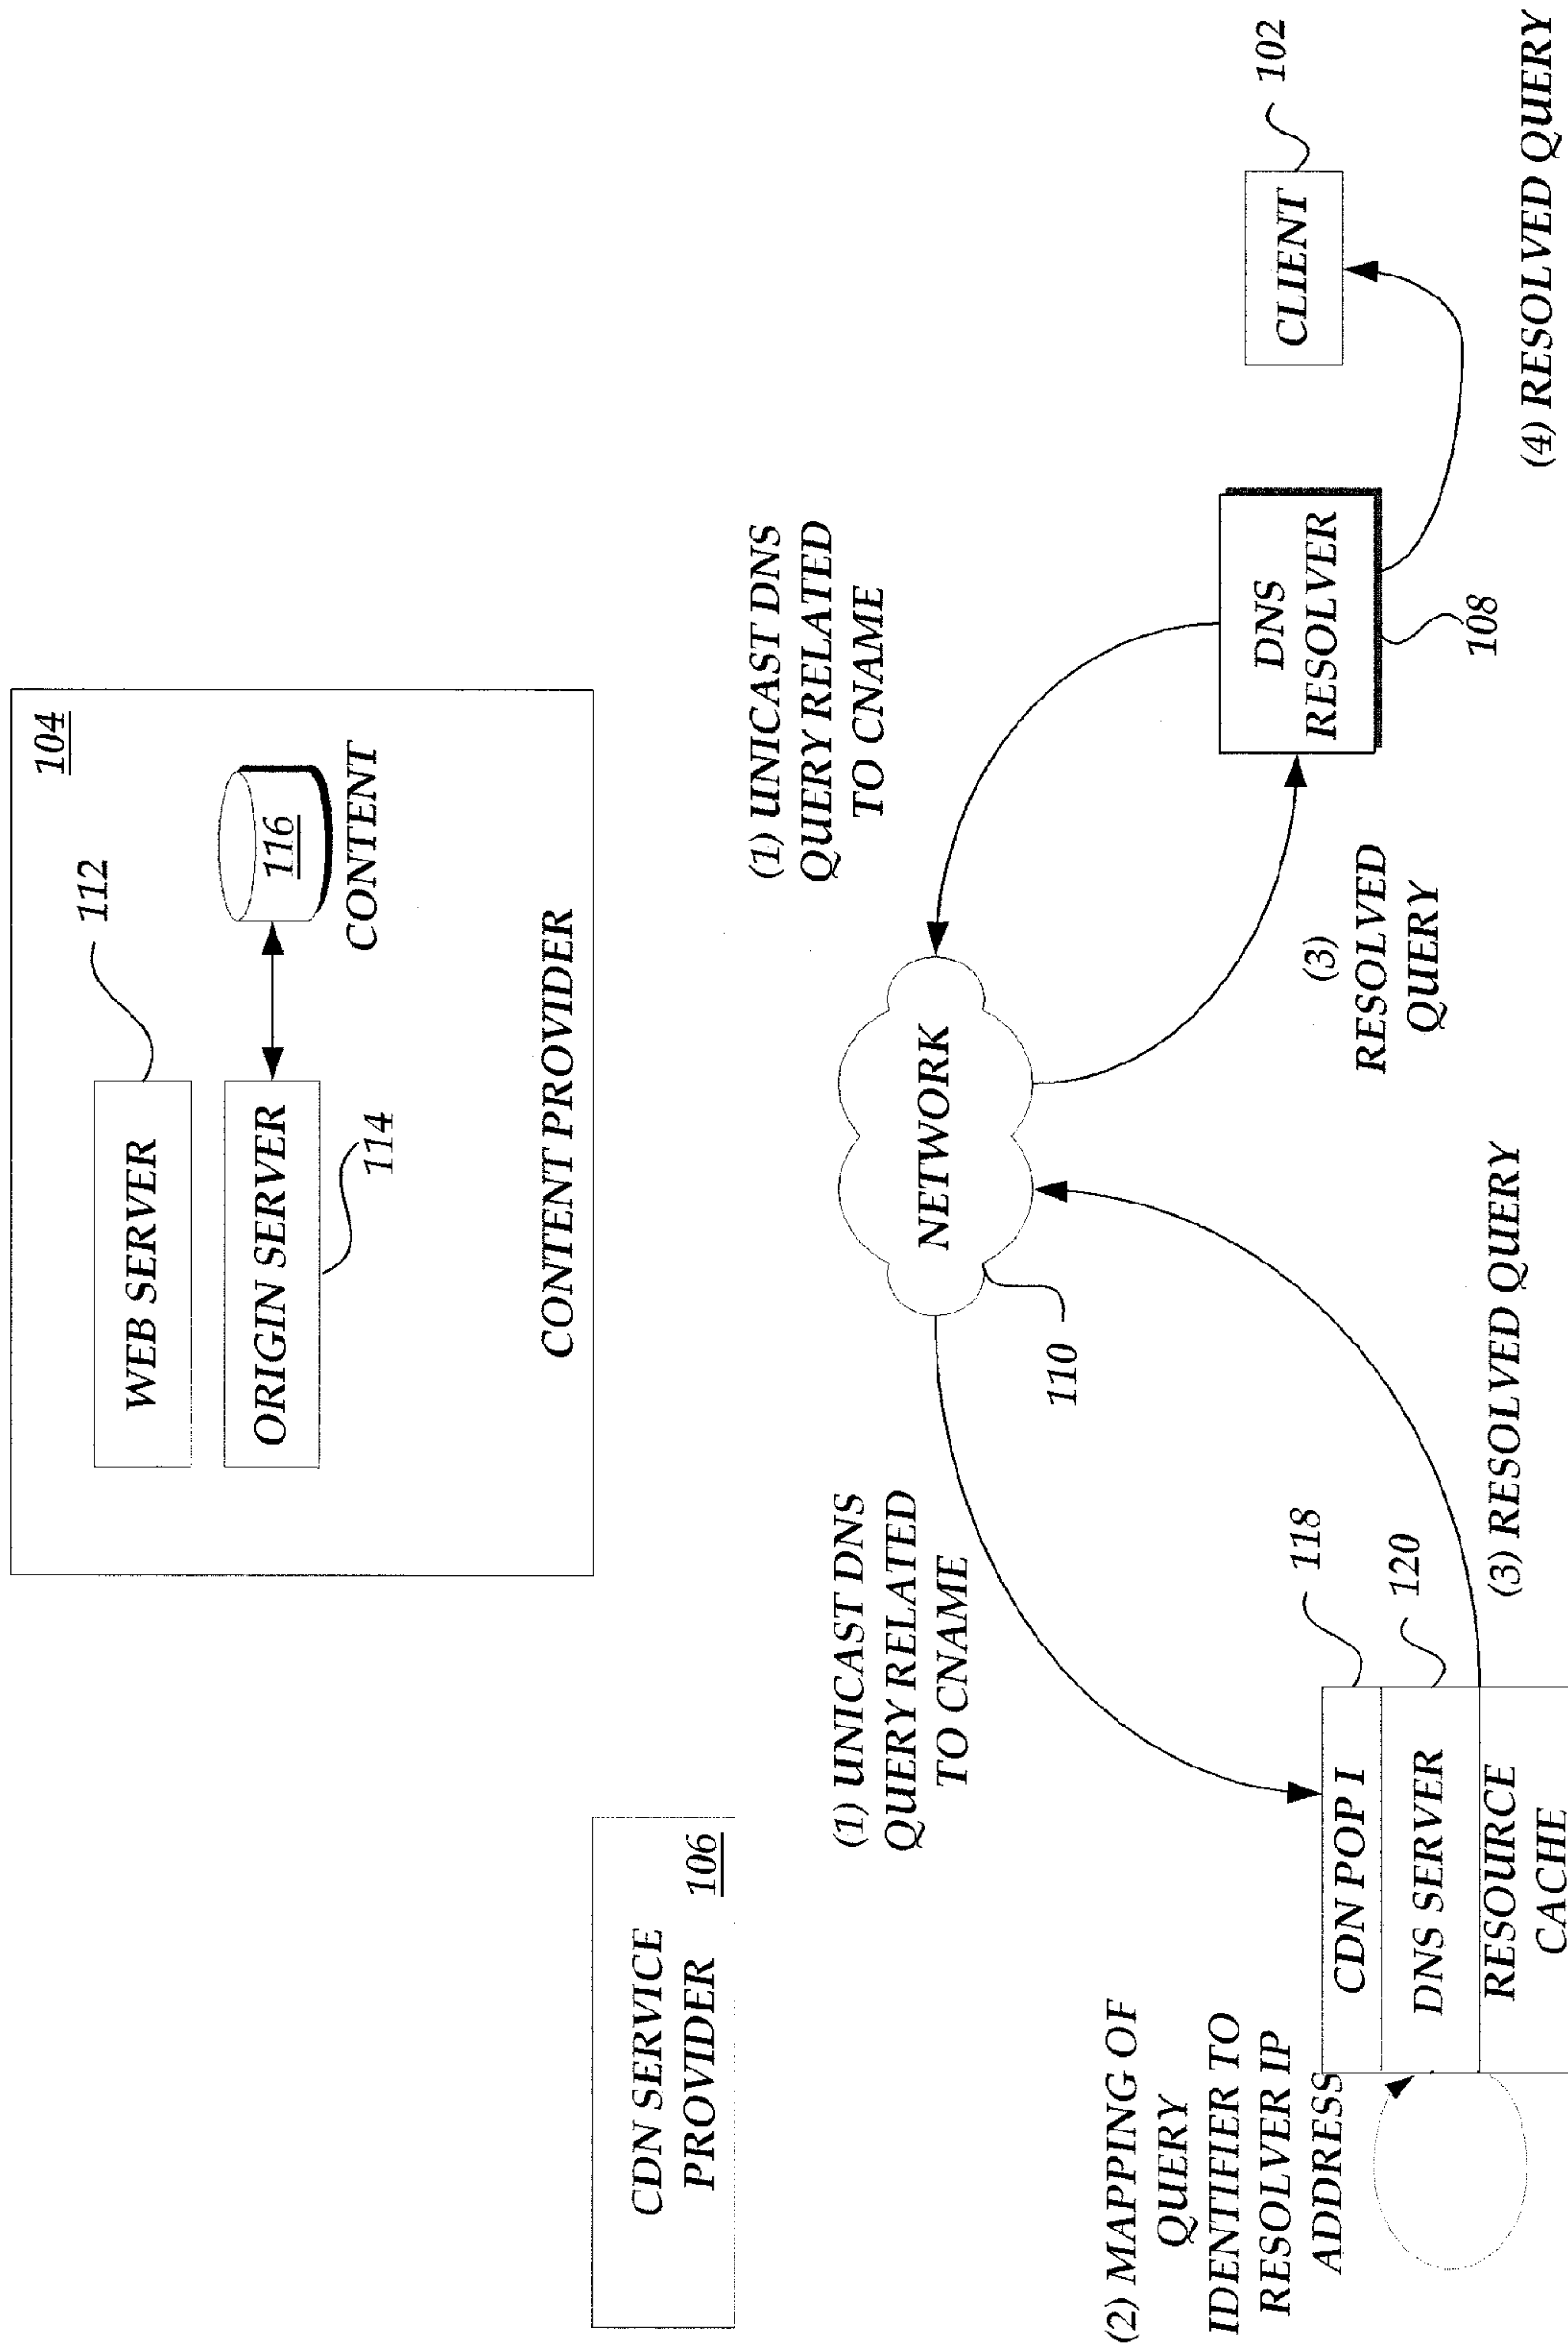 104
WEB SERVER
112
ORIGIN SERVER
114
116
CONTENT
CONTENT PROVIDER
CDN SERVICE
PROVIDER 106
(1) UNICAST DNS
QUERY RELATED
TO CNAME
(1) UNICAST DNS
QUERY RELATED
TO CNAME
NETWORK
110
(2) MAPPING OF
QUERY
IDENTIFIER TO
RESOLVER IP
ADDRESS
CDN POP I
118
DNS SERVER
120
RESOURCE
CACHE
(3) RESOLVED QUERY
(3)
RESOLVED
QUERY
DNS
RESOLVER
108
CLIENT
102
(4) RESOLVED QUERY